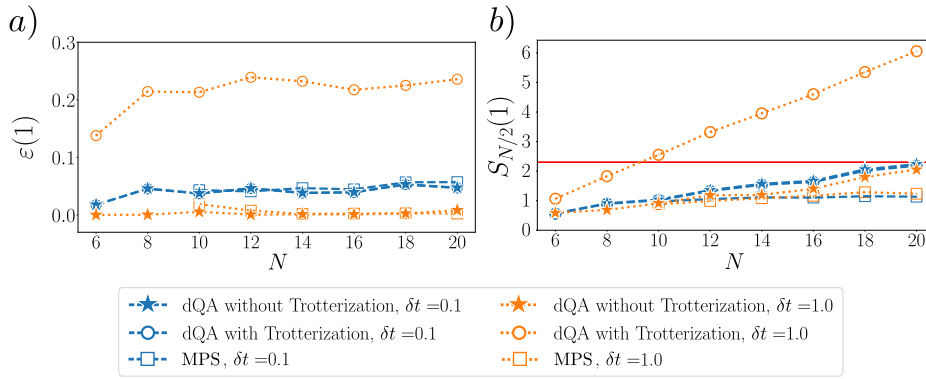 a)
b)
ε(1)
0.3
0.2
0.1
0.0
6 8 10 12 14 16 18 20
N
S_{N/2}(1)
6
5
4
3
2
1
0
6 8 10 12 14 16 18 20
N
dQA without Trotterization, δt =0.1
dQA with Trotterization, δt =0.1
MPS, δt =0.1
dQA without Trotterization, δt =1.0
dQA with Trotterization, δt =1.0
MPS, δt =1.0